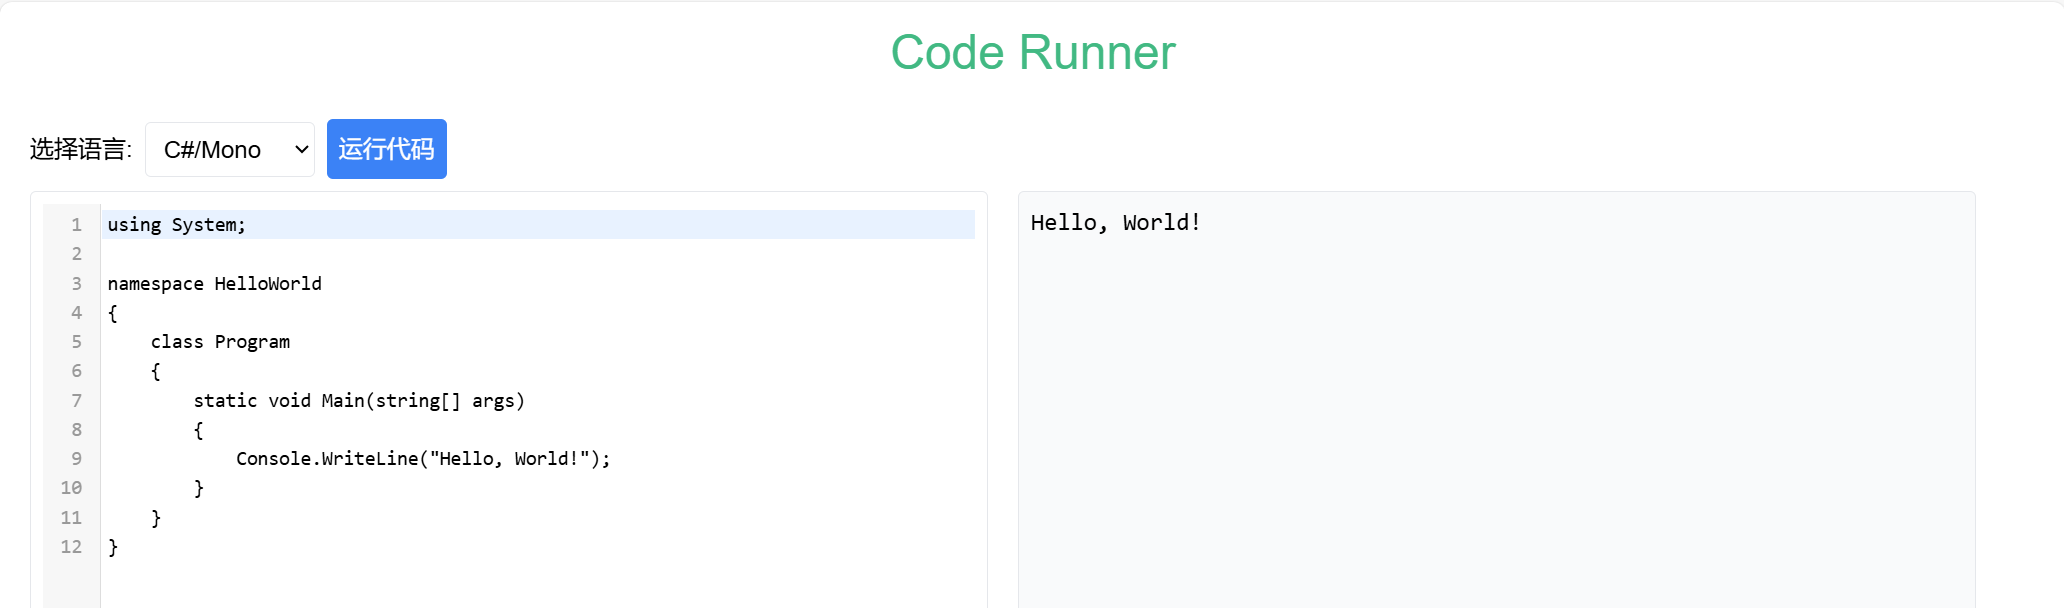 Code Runner
选择语言: C#/Mono 运行代码
1 using System;
2
3 namespace HelloWorld
4 {
5     class Program
6     {
7         static void Main(string[] args)
8         {
9             Console.WriteLine("Hello, World!");
10         }
11     }
12 }
Hello, World!